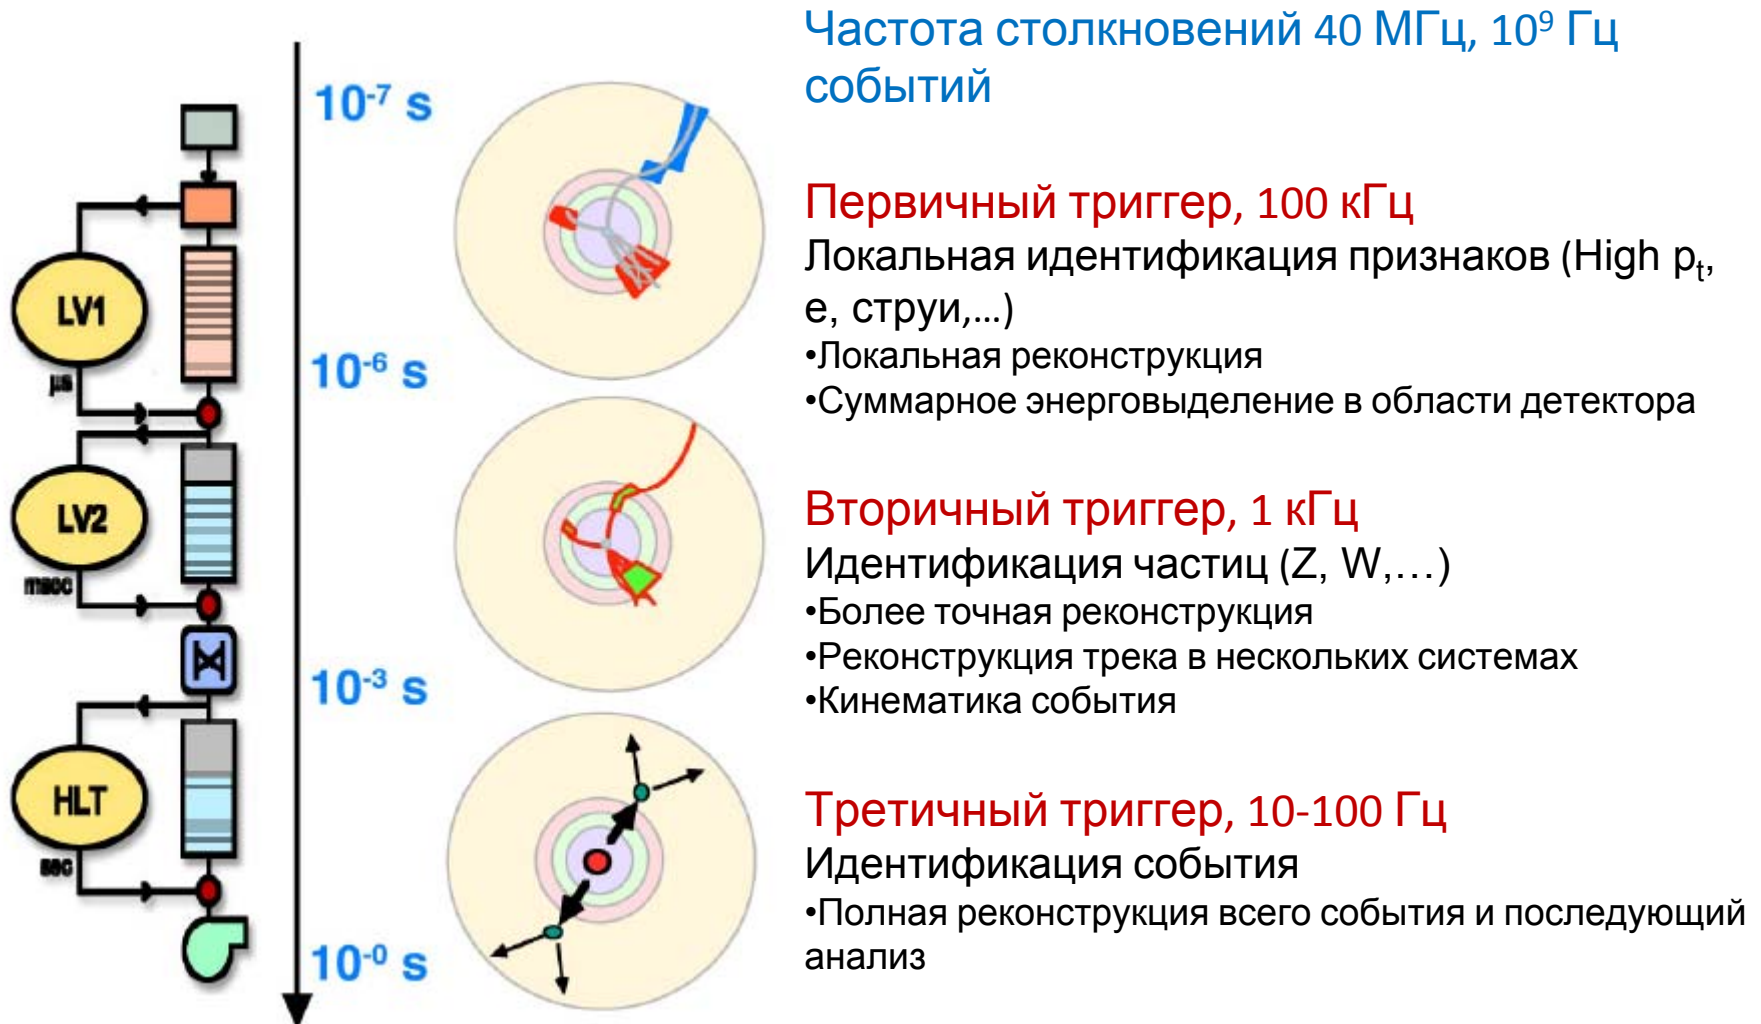 Частота столкновений 40 МГц, 10⁹ Гц
событий
10⁻⁷ s
Первичный триггер, 100 кГц
Локальная идентификация признаков (High pₜ,
е, струи,...)
•Локальная реконструкция
•Суммарное энерговыделение в области детектора
LV1
µs
10⁻⁶ s
Вторичный триггер, 1 кГц
Идентификация частиц (Z, W,...)
•Более точная реконструкция
•Реконструкция трека в нескольких системах
•Кинематика события
LV2
10⁻³ s
Третичный триггер, 10-100 Гц
Идентификация события
•Полная реконструкция всего события и последующий
анализ
HLT
sec
10⁻⁰ s